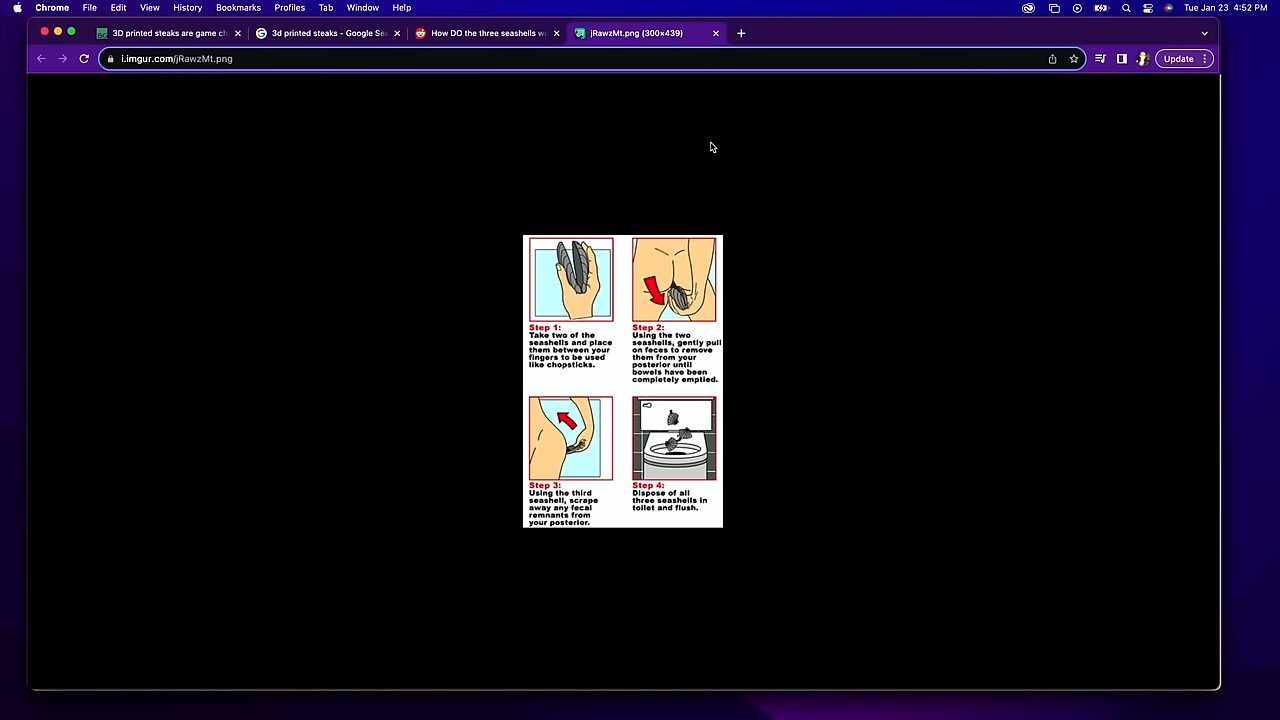 Chrome File Edit View History Bookmarks Profiles Tab Window Help Tue Jan 23 4:52 PM
3D printed steaks are game ch 3d printed steaks - Google Sea How DO the three seashells wo jRawzMt.png (300×439)
i.imgur.com/jRawzMt.png Update
Step 1:
Take two of the
seashells and place
them between your
fingers to be used
like chopsticks.
Step 2:
Using the two
seashells, gently pull
on feces to remove
them from your
posterior until
bowels have been
completely emptied.
Step 3:
Using the third
seashell, scrape
away any fecal
remnants from
your posterior.
Step 4:
Dispose of all
three seashells in
toilet and flush.